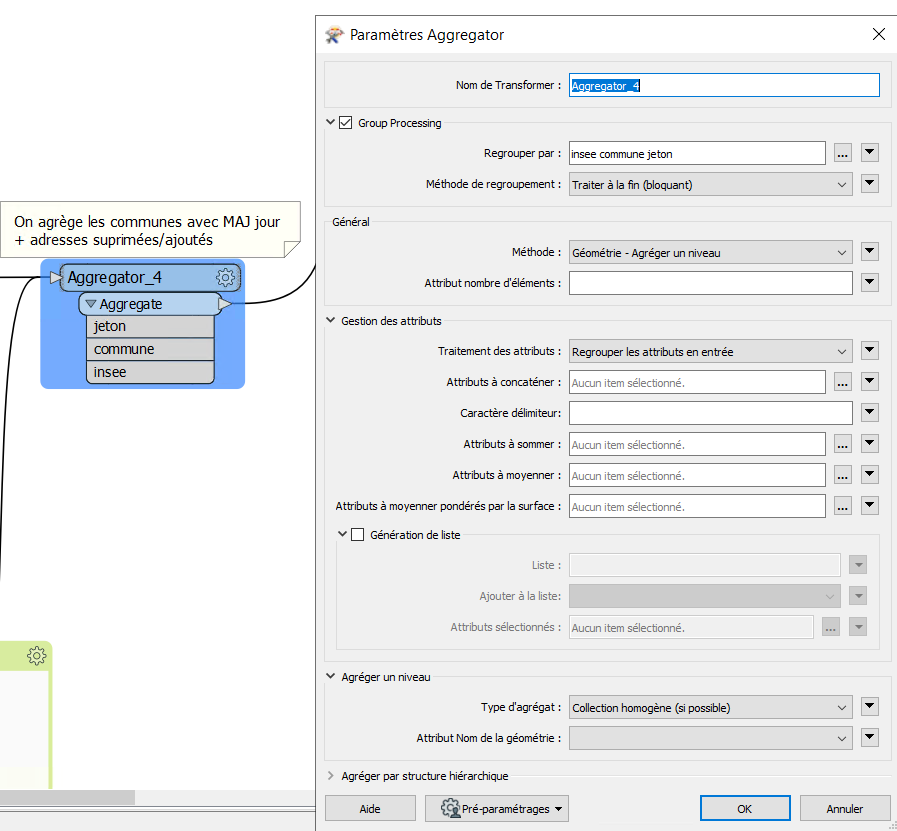 Paramètres Aggregator
Nom de Transformer :
Aggregator_4
Group Processing
Regrouper par :
insee commune jeton
...
Méthode de regroupement :
Traiter à la fin (bloquant)
On agrège les communes avec MAJ jour
+ adresses suprimées/ajoutés
Aggregator_4
Aggregate
jeton
commune
insee
Général
Méthode :
Géométrie - Agréger un niveau
Attribut nombre d'éléments :
Gestion des attributs
Traitement des attributs :
Regrouper les attributs en entrée
Attributs à concaténer :
Aucun item sélectionné.
...
Caractère délimiteur:
Attributs à sommer :
Aucun item sélectionné.
...
Attributs à moyenner :
Aucun item sélectionné.
...
Attributs à moyenner pondérés par la surface :
Aucun item sélectionné.
...
Génération de liste
Liste :
Ajouter à la liste:
Attributs sélectionnés :
Aucun item sélectionné.
...
Agréger un niveau
Type d'agrégat :
Collection homogène (si possible)
Attribut Nom de la géométrie :
Agréger par structure hiérarchique
Aide
Pré-paramétrages
OK
Annuler